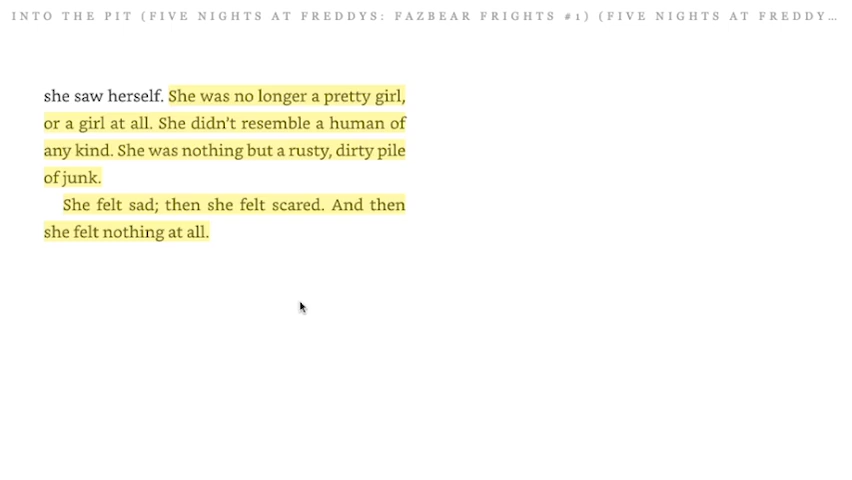 INTO THE PIT (FIVE NIGHTS AT FREDDYS: FAZBEAR FRIGHTS #1) (FIVE NIGHTS AT FREDDY...
she saw herself. She was no longer a pretty girl,
or a girl at all. She didn't resemble a human of
any kind. She was nothing but a rusty, dirty pile
of junk.
She felt sad; then she felt scared. And then
she felt nothing at all.